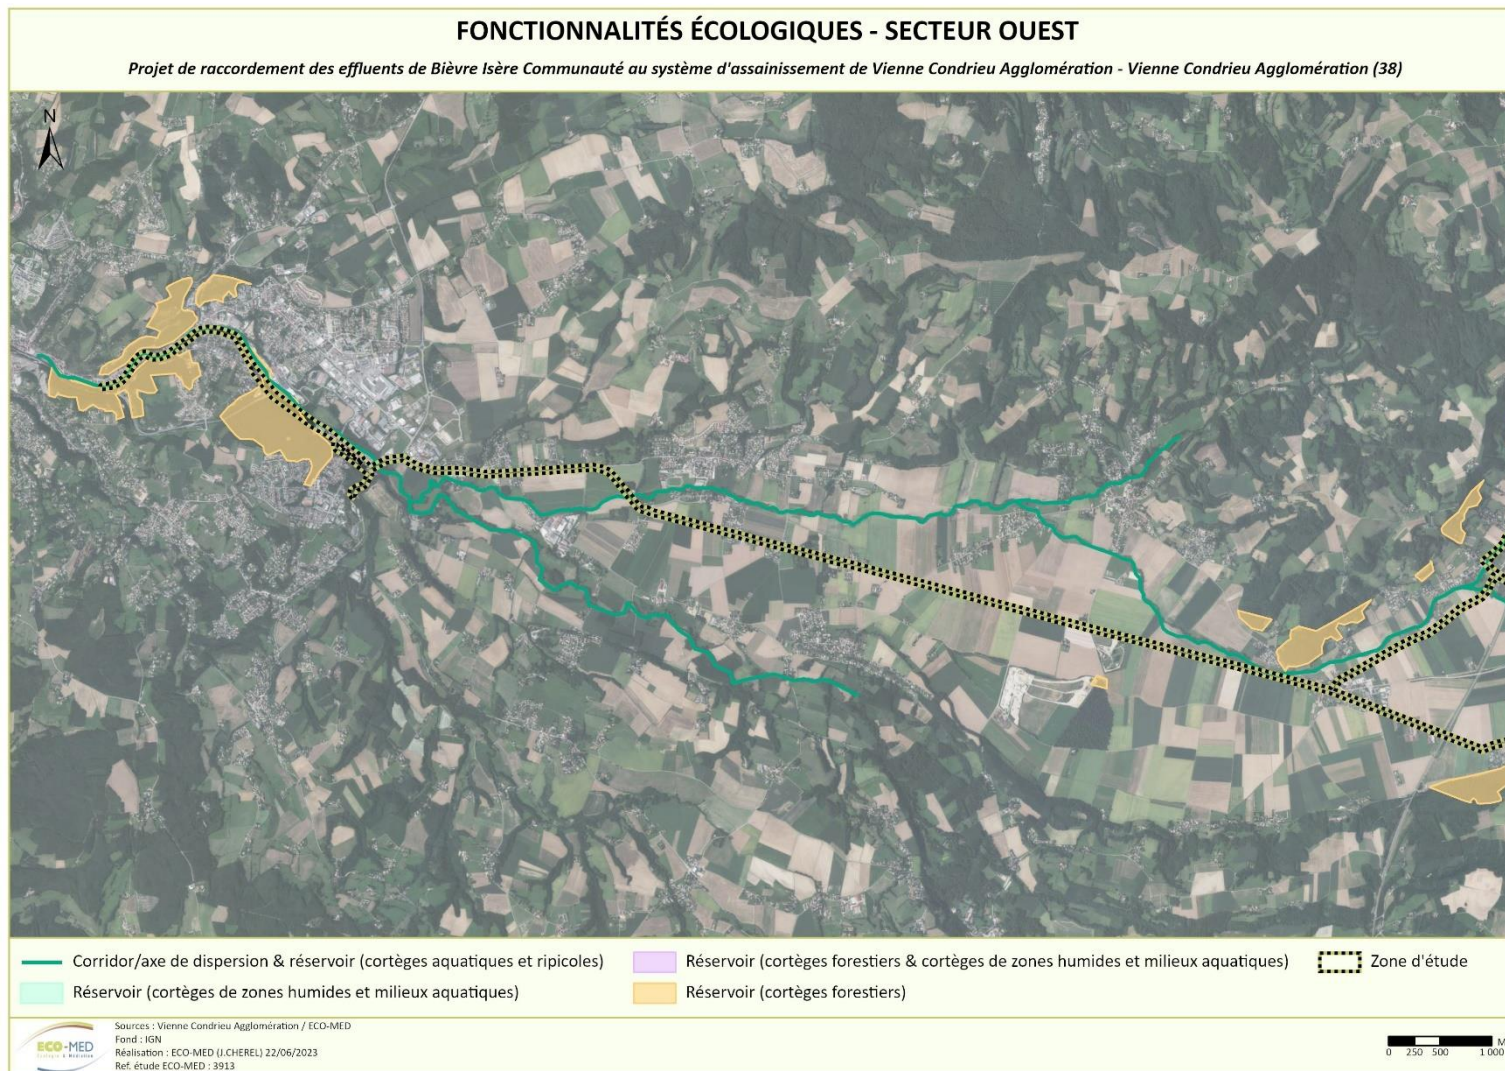 FONCTIONNALITÉS ÉCOLOGIQUES - SECTEUR OUEST
Projet de raccordement des effluents de Bièvre Isère Communauté au système d'assainissement de Vienne Condrieu Agglomération - Vienne Condrieu Agglomération (38)
N
Corridor/axe de dispersion & réservoir (cortèges aquatiques et ripicoles)
Réservoir (cortèges de zones humides et milieux aquatiques)
Réservoir (cortèges forestiers & cortèges de zones humides et milieux aquatiques)
Réservoir (cortèges forestiers)
Zone d'étude
ECO-MED
Ecologie & Médiation
Sources : Vienne Condrieu Agglomération / ECO-MED
Fond : IGN
Réalisation : ECO-MED (J.CHEREL) 22/06/2023
Ref. étude ECO-MED : 3913
M
0 250 500 1 000